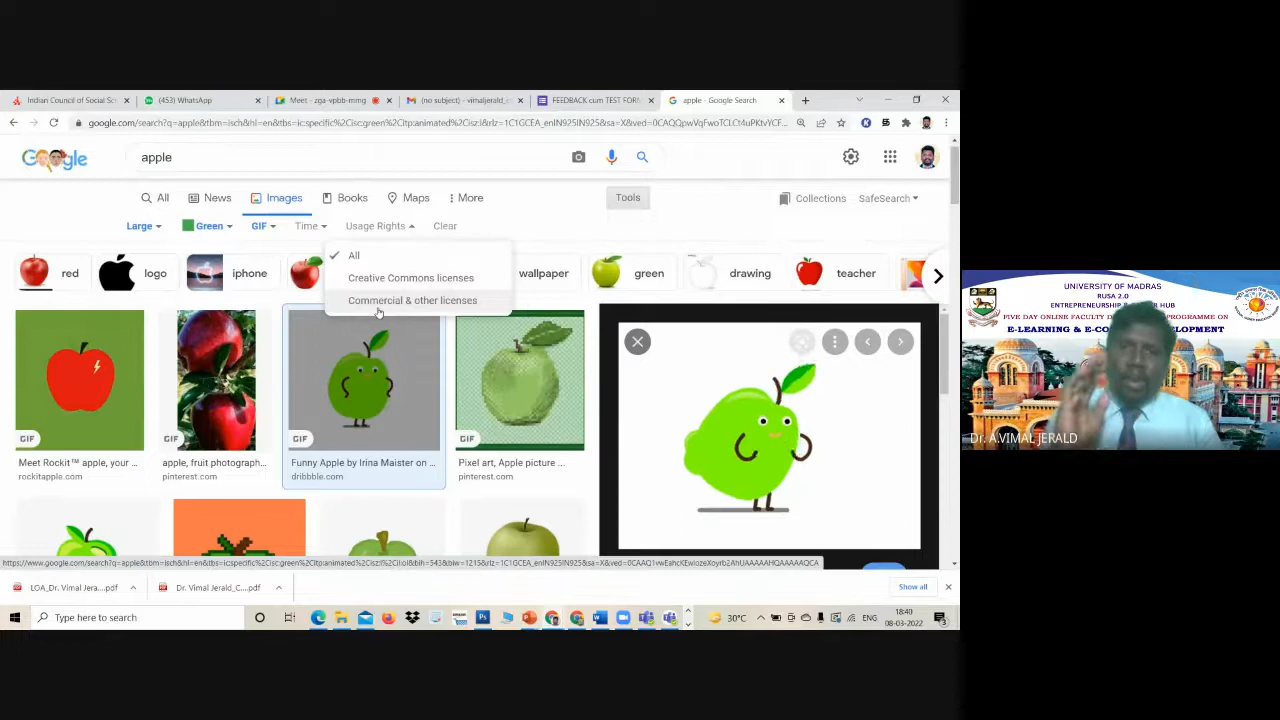 Indian Council of Social Sc
(453) WhatsApp
Meet - zga-vpbb-mmg
(no subject) - vimaljerald_c
FEEDBACK cum TEST FORM
apple - Google Search
apple
All
News
Images
Books
Maps
More
Tools
Collections
SafeSearch
Large
Green
GIF
Time
Usage Rights
Clear
All
Creative Commons licenses
Commercial & other licenses
red
logo
iphone
wallpaper
green
drawing
teacher
GIF
GIF
GIF
GIF
Meet Rockit™ apple, your ...
rockitapple.com
apple, fruit photograph...
pinterest.com
Funny Apple by Irina Maister on ...
dribbble.com
Pixel art, Apple picture ...
pinterest.com
LOA_Dr. Vimal Jera....pdf
Dr. Vimal Jerald_C....pdf
Show all
Type here to search
30°C
ENG
18:40
08-03-2022
UNIVERSITY OF MADRAS
RUSA 2.0
ENTREPRENEURSHIP & HUB
FIVE DAY ONLINE FACULTY PROGRAMME ON
E-LEARNING & E-CO
Dr. A.VIMAL JERALD